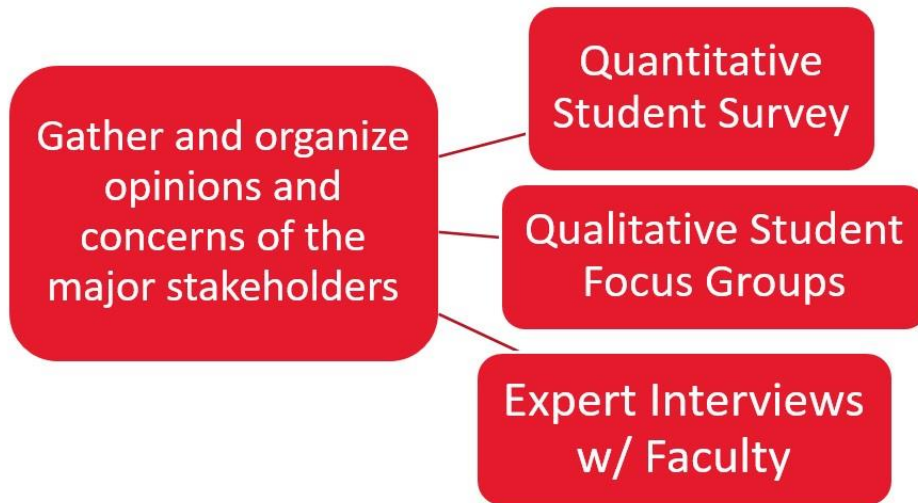 Gather and organize
opinions and
concerns of the
major stakeholders
Quantitative
Student Survey
Qualitative Student
Focus Groups
Expert Interviews
w/ Faculty